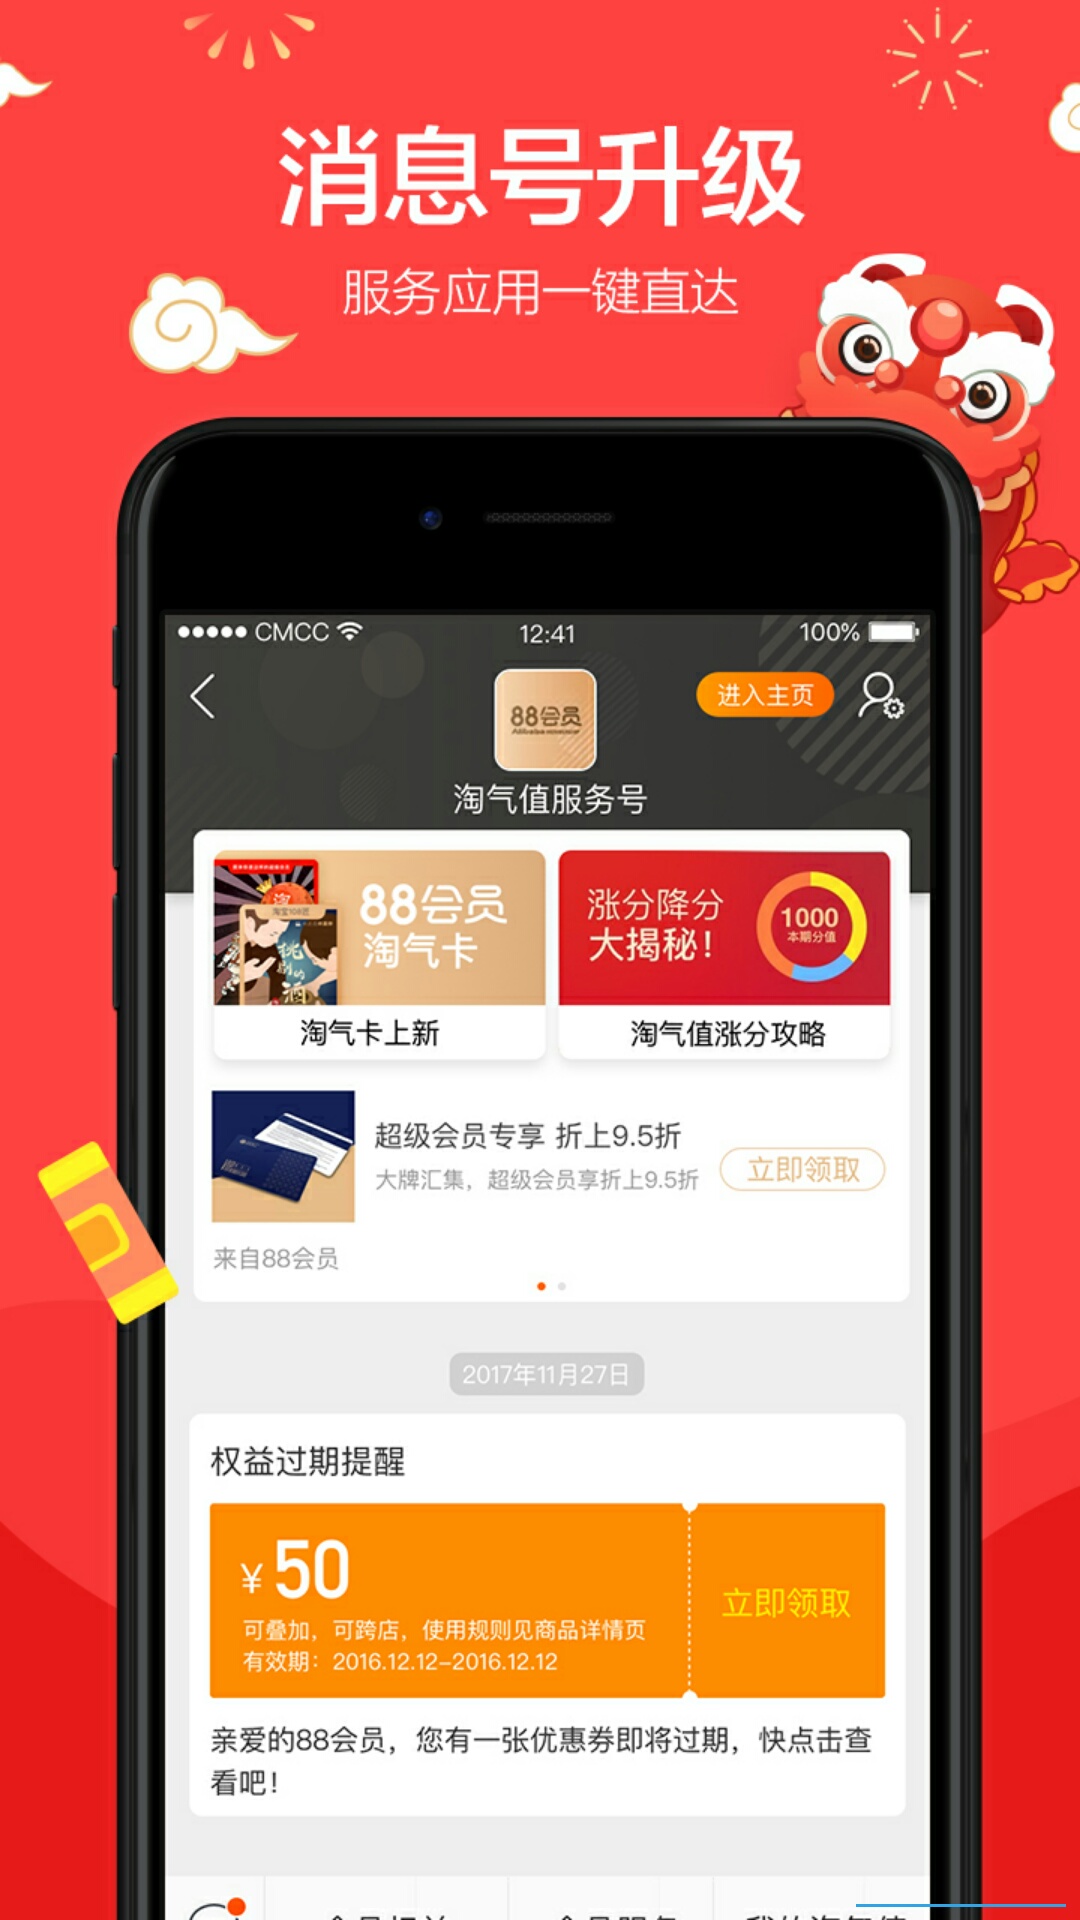 消息号升级
服务应用一键直达
CMCC
12:41
100%
88会员
进入主页
淘气值服务号
88会员
淘气卡
淘气卡上新
涨分降分
大揭秘!
1000
本期分值
淘气值涨分攻略
超级会员专享 折上9.5折
大牌汇集，超级会员享折上9.5折
立即领取
来自88会员
2017年11月27日
权益过期提醒
¥50
可叠加，可跨店，使用规则见商品详情页
有效期：2016.12.12-2016.12.12
立即领取
亲爱的88会员，您有一张优惠券即将过期，快点击查
看吧！